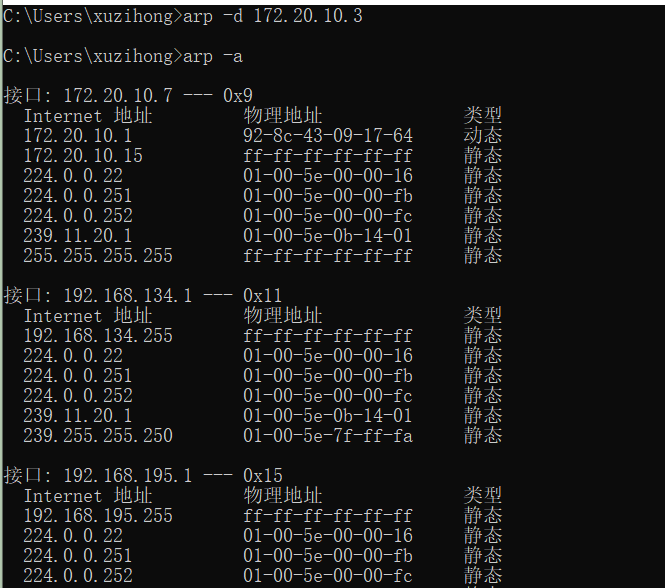 C:\Users\xuzihong>arp -d 172.20.10.3
C:\Users\xuzihong>arp -a
接口: 172.20.10.7 --- 0x9
Internet 地址 物理地址 类型
172.20.10.1 92-8c-43-09-17-64 动态
172.20.10.15 ff-ff-ff-ff-ff-ff 静态
224.0.0.22 01-00-5e-00-00-16 静态
224.0.0.251 01-00-5e-00-00-fb 静态
224.0.0.252 01-00-5e-00-00-fc 静态
239.11.20.1 01-00-5e-0b-14-01 静态
255.255.255.255 ff-ff-ff-ff-ff-ff 静态
接口: 192.168.134.1 --- 0x11
Internet 地址 物理地址 类型
192.168.134.255 ff-ff-ff-ff-ff-ff 静态
224.0.0.22 01-00-5e-00-00-16 静态
224.0.0.251 01-00-5e-00-00-fb 静态
224.0.0.252 01-00-5e-00-00-fc 静态
239.11.20.1 01-00-5e-0b-14-01 静态
239.255.255.250 01-00-5e-7f-ff-fa 静态
接口: 192.168.195.1 --- 0x15
Internet 地址 物理地址 类型
192.168.195.255 ff-ff-ff-ff-ff-ff 静态
224.0.0.22 01-00-5e-00-00-16 静态
224.0.0.251 01-00-5e-00-00-fb 静态
224.0.0.252 01-00-5e-00-00-fc 静态